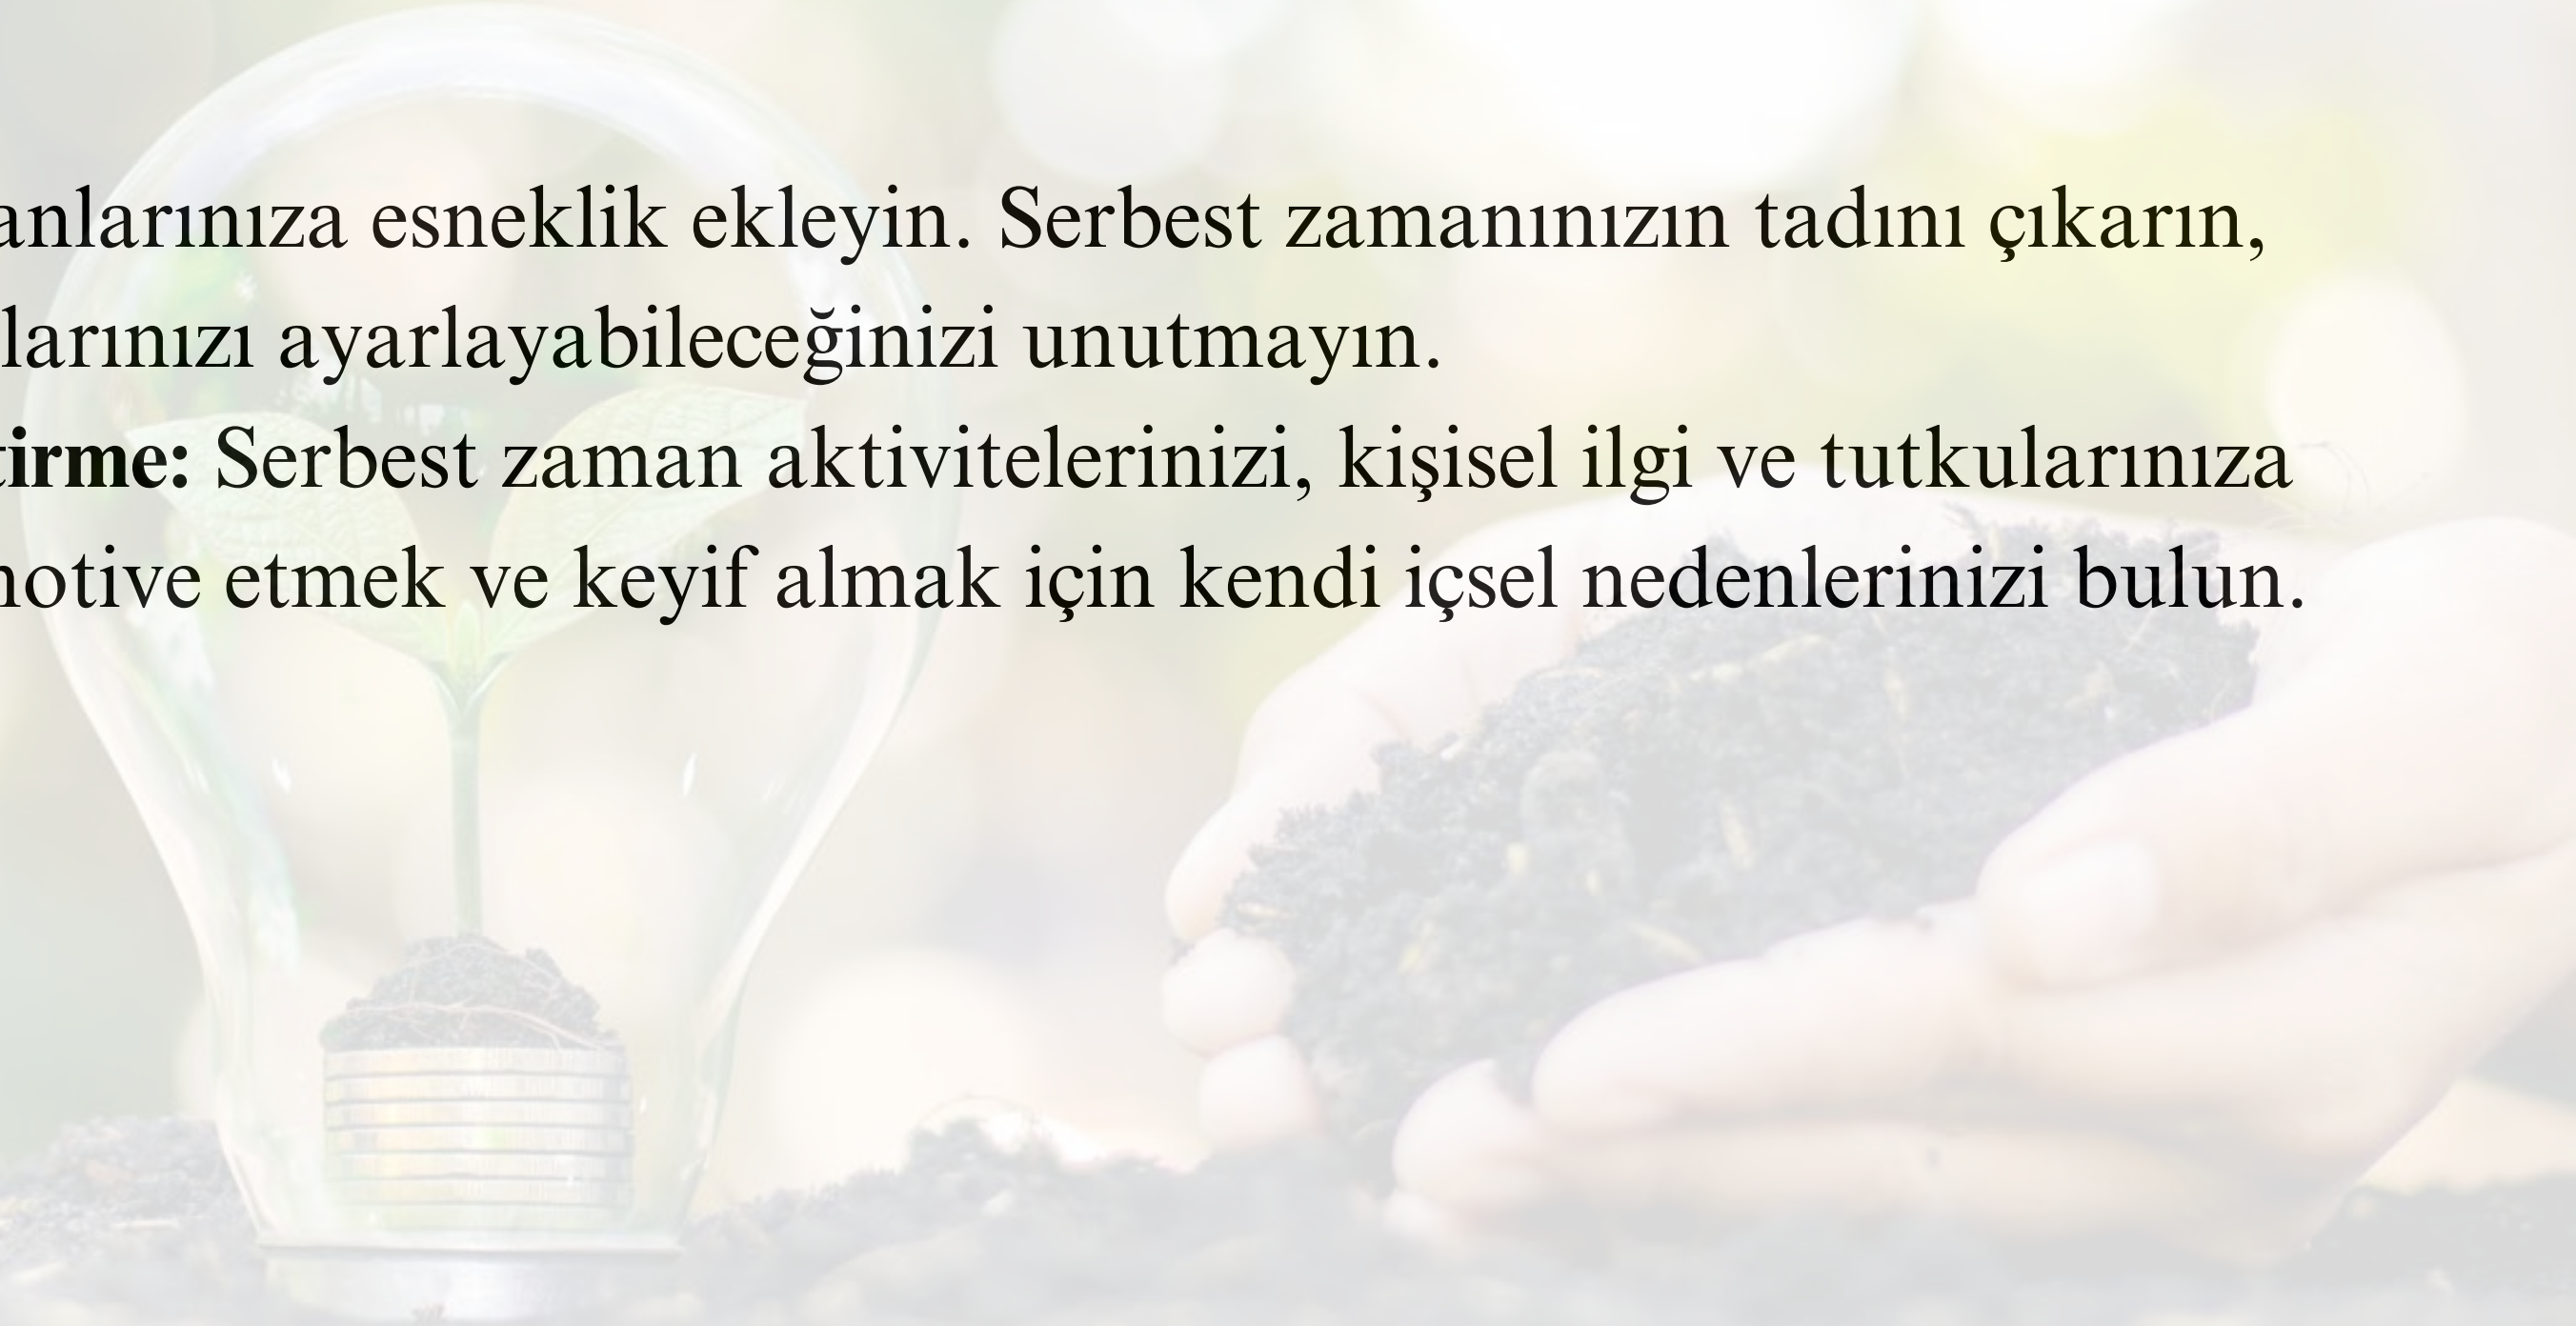 anlarınıza esneklik ekleyin. Serbest zamanınızın tadını çıkarın,
larınızı ayarlayabileceğinizi unutmayın.
tirme: Serbest zaman aktivitelerinizi, kişisel ilgi ve tutkularınıza
otive etmek ve keyif almak için kendi içsel nedenlerinizi bulun.